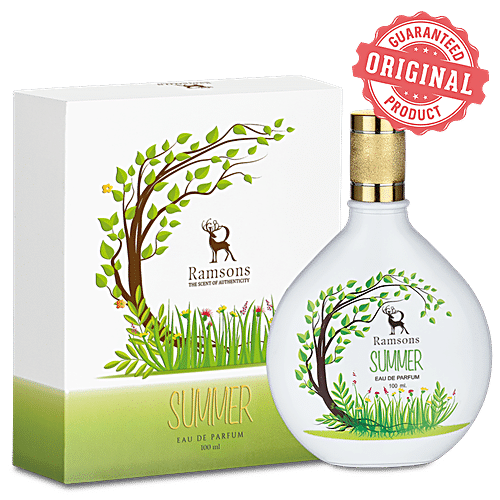 GUARANTEED
ORIGINAL
PRODUCT
Ramsons
THE SCENT OF AUTHENTICITY
SUMMER
EAU DE PARFUM
100 ml
Ramsons
SUMMER
EAU DE PARFUM
100 mL